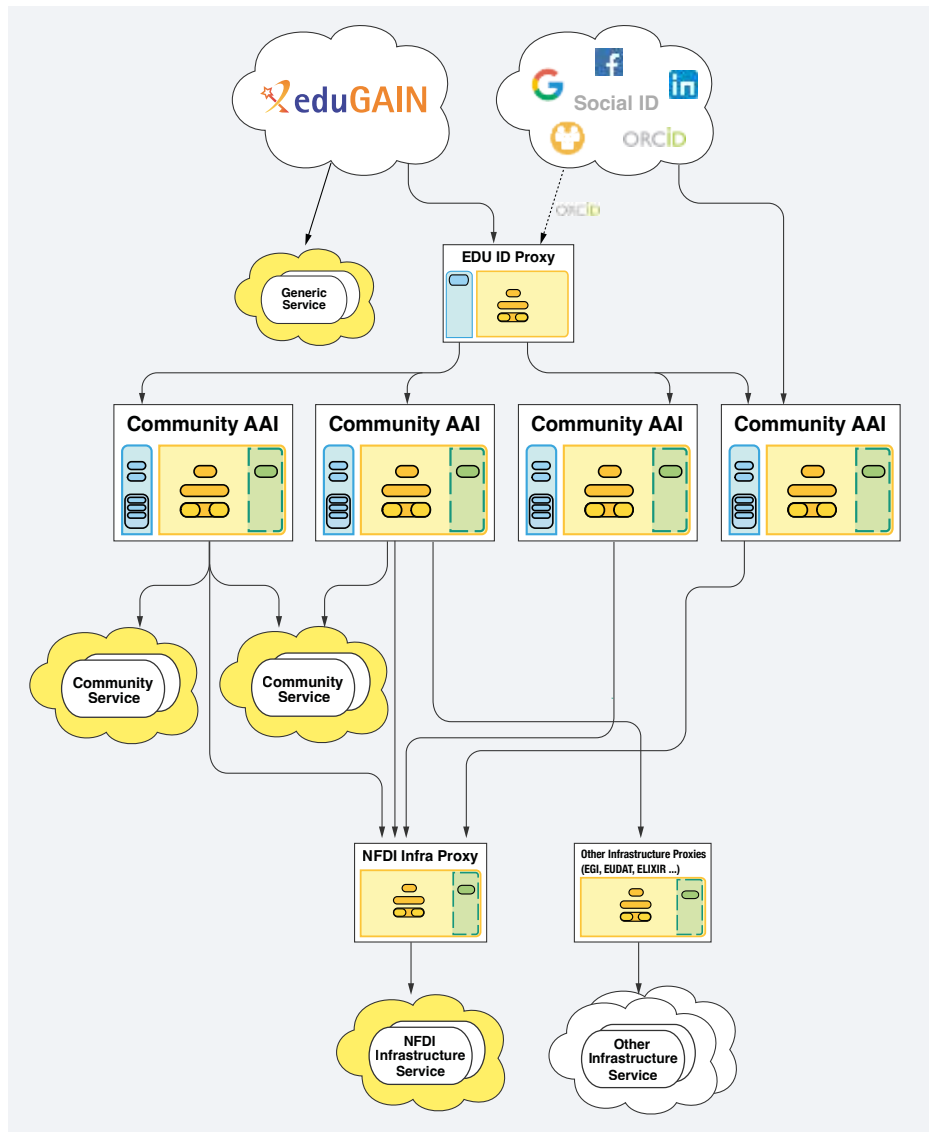 eduGAIN
Social ID
ORCID
ORCID
EDU ID Proxy
Generic
Service
Community AAI
Community AAI
Community AAI
Community AAI
Community
Service
Community
Service
NFDI Infra Proxy
Other Infrastructure Proxies
(EGI, EUDAT, ELIXIR ...)
NFDI
Infrastructure
Service
Other
Infrastructure
Service